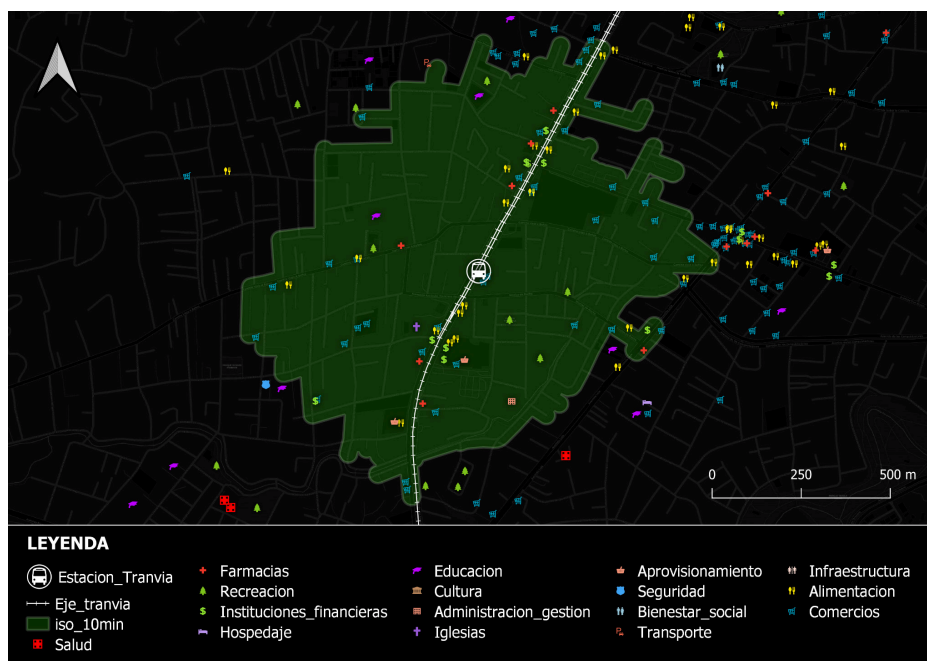 0 250 500 m
LEYENDA
Estacion_Tranvia
Eje_tranvia
iso_10min
Salud
Farmacias
Recreacion
Instituciones_financieras
Hospedaje
Educacion
Cultura
Administracion_gestion
Iglesias
Aprovisionamiento
Seguridad
Bienestar_social
Transporte
Infraestructura
Alimentacion
Comercios